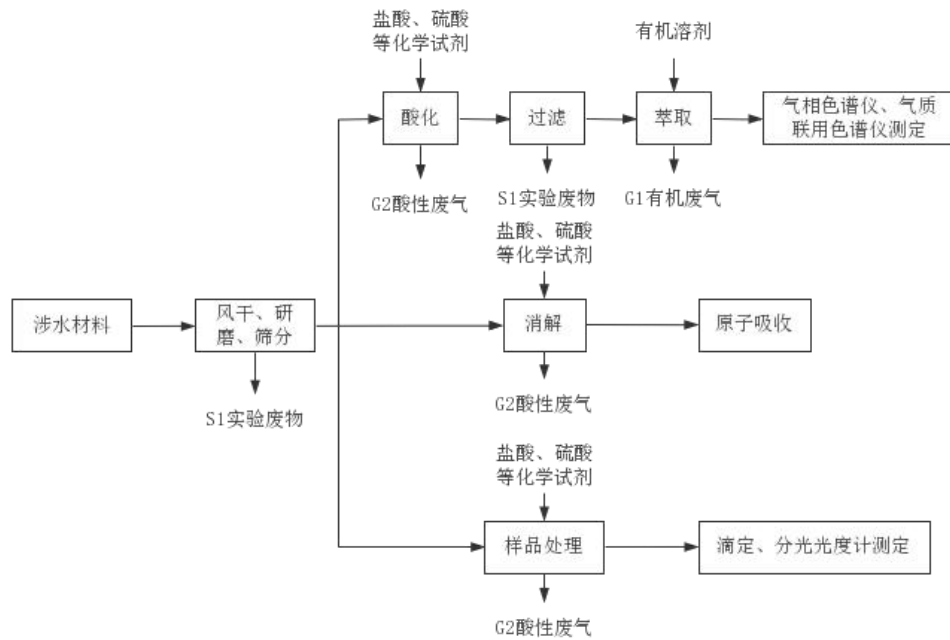 盐酸、硫酸
等化学试剂
有机溶剂
酸化
过滤
萃取
气相色谱仪、气质
联用色谱仪测定
G2酸性废气
S1实验废物
G1有机废气
盐酸、硫酸
等化学试剂
涉水材料
风干、研
磨、筛分
消解
原子吸收
S1实验废物
G2酸性废气
盐酸、硫酸
等化学试剂
样品处理
滴定、分光光度计测定
G2酸性废气